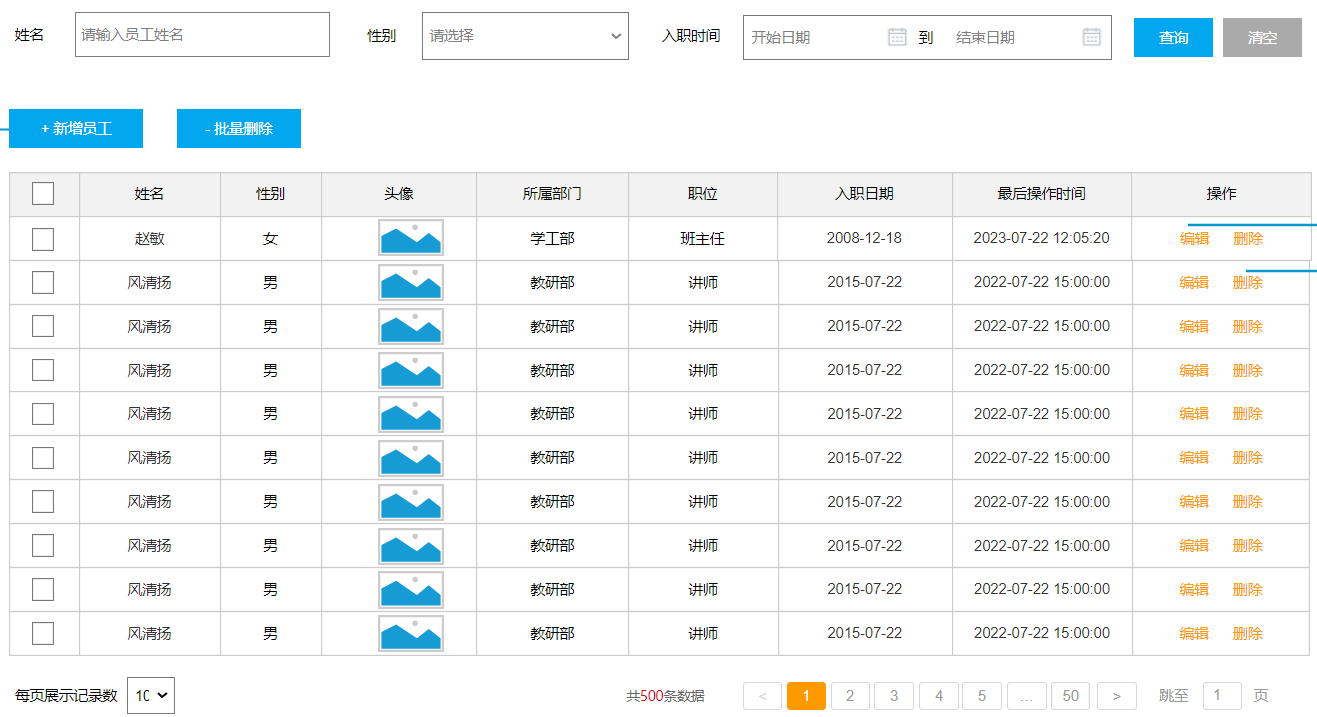 姓名 请输入员工姓名 性别 请选择 入职时间 开始日期 到 结束日期 查询 清空
+ 新增员工 - 批量删除
姓名 性别 头像 所属部门 职位 入职日期 最后操作时间 操作
赵敏 女 学工部 班主任 2008-12-18 2023-07-22 12:05:20 编辑 删除
风清扬 男 教研部 讲师 2015-07-22 2022-07-22 15:00:00 编辑 删除
风清扬 男 教研部 讲师 2015-07-22 2022-07-22 15:00:00 编辑 删除
风清扬 男 教研部 讲师 2015-07-22 2022-07-22 15:00:00 编辑 删除
风清扬 男 教研部 讲师 2015-07-22 2022-07-22 15:00:00 编辑 删除
风清扬 男 教研部 讲师 2015-07-22 2022-07-22 15:00:00 编辑 删除
风清扬 男 教研部 讲师 2015-07-22 2022-07-22 15:00:00 编辑 删除
风清扬 男 教研部 讲师 2015-07-22 2022-07-22 15:00:00 编辑 删除
风清扬 男 教研部 讲师 2015-07-22 2022-07-22 15:00:00 编辑 删除
风清扬 男 教研部 讲师 2015-07-22 2022-07-22 15:00:00 编辑 删除
每页展示记录数 10 共500条数据 < 1 2 3 4 5 ... 50 > 跳至 1 页